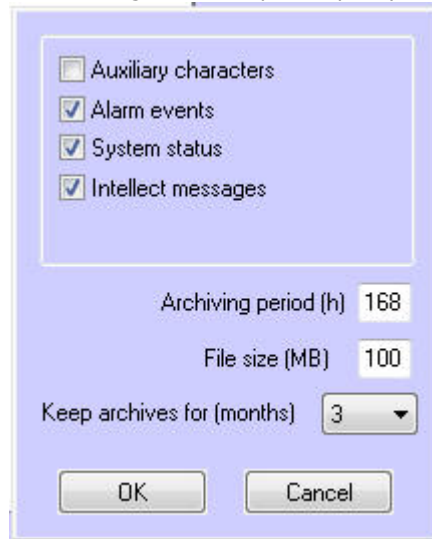 Auxiliary characters
Alarm events
System status
Intellect messages
Archiving period (h) 168
File size (MB) 100
Keep archives for (months) 3
OK Cancel